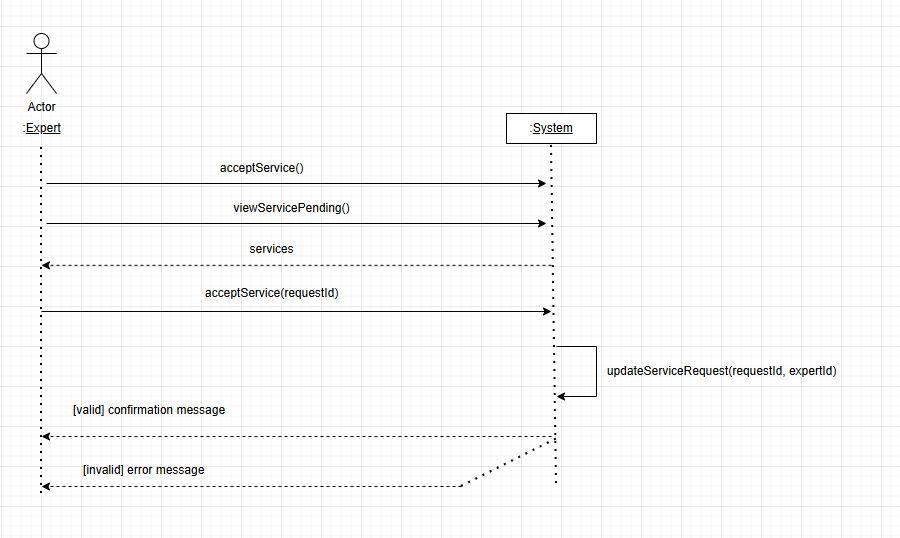 Actor
:Expert
:System
acceptService()
viewServicePending()
services
acceptService(requestId)
updateServiceRequest(requestId, expertId)
[valid] confirmation message
[invalid] error message